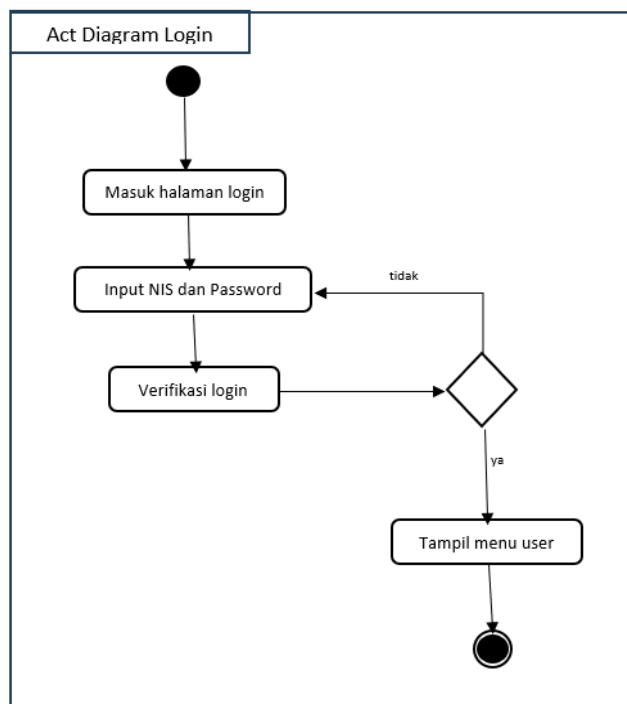 Act Diagram Login
Masuk halaman login
Input NIS dan Password
tidak
Verifikasi login
ya
Tampil menu user